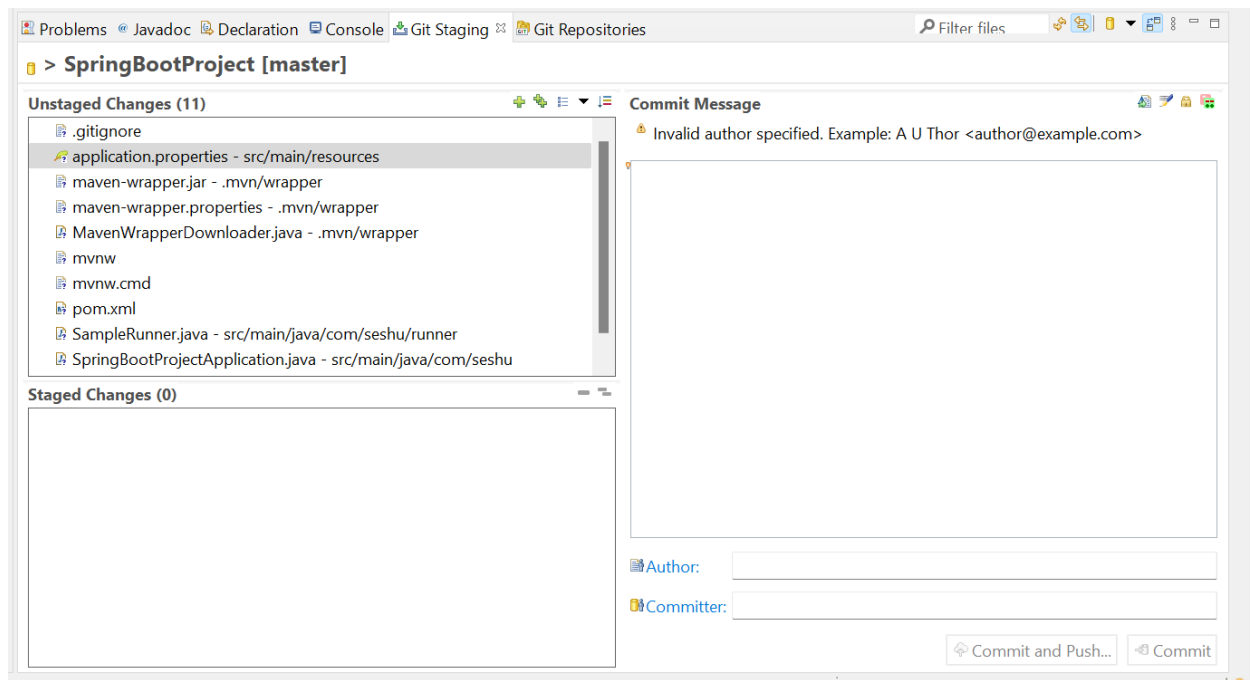 Problems @ Javadoc Declaration Console Git Staging Git Repositories Filter files
> SpringBootProject [master]
Unstaged Changes (11)
.gitignore
application.properties - src/main/resources
maven-wrapper.jar - .mvn/wrapper
maven-wrapper.properties - .mvn/wrapper
MavenWrapperDownloader.java - .mvn/wrapper
mvnw
mvnw.cmd
pom.xml
SampleRunner.java - src/main/java/com/seshu/runner
SpringBootProjectApplication.java - src/main/java/com/seshu
Staged Changes (0)
Commit Message
Invalid author specified. Example: A U Thor <author@example.com>
Author:
Committer:
Commit and Push... Commit